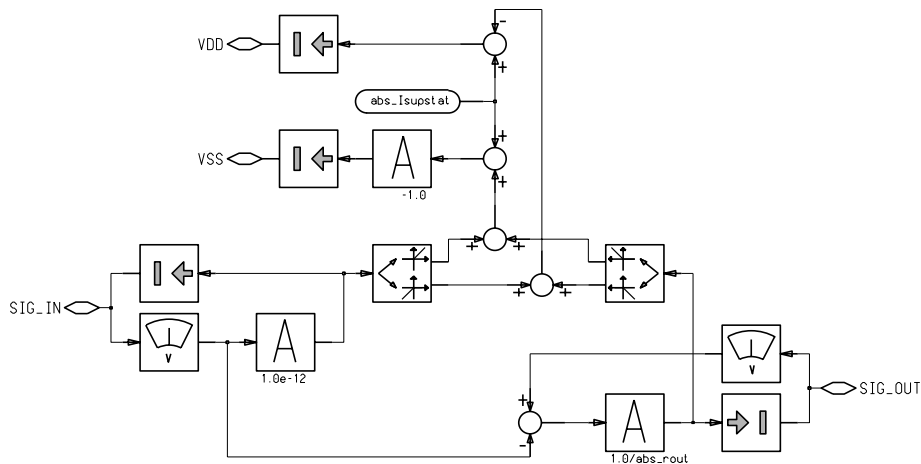 -
VDD
+
abs_Isupstat
+
VSS
A
+
-1.0
+ +
SIG_IN
+ +
V
A
1.0e-12
V
SIG_OUT
+
A
-
1.0/abs_rout